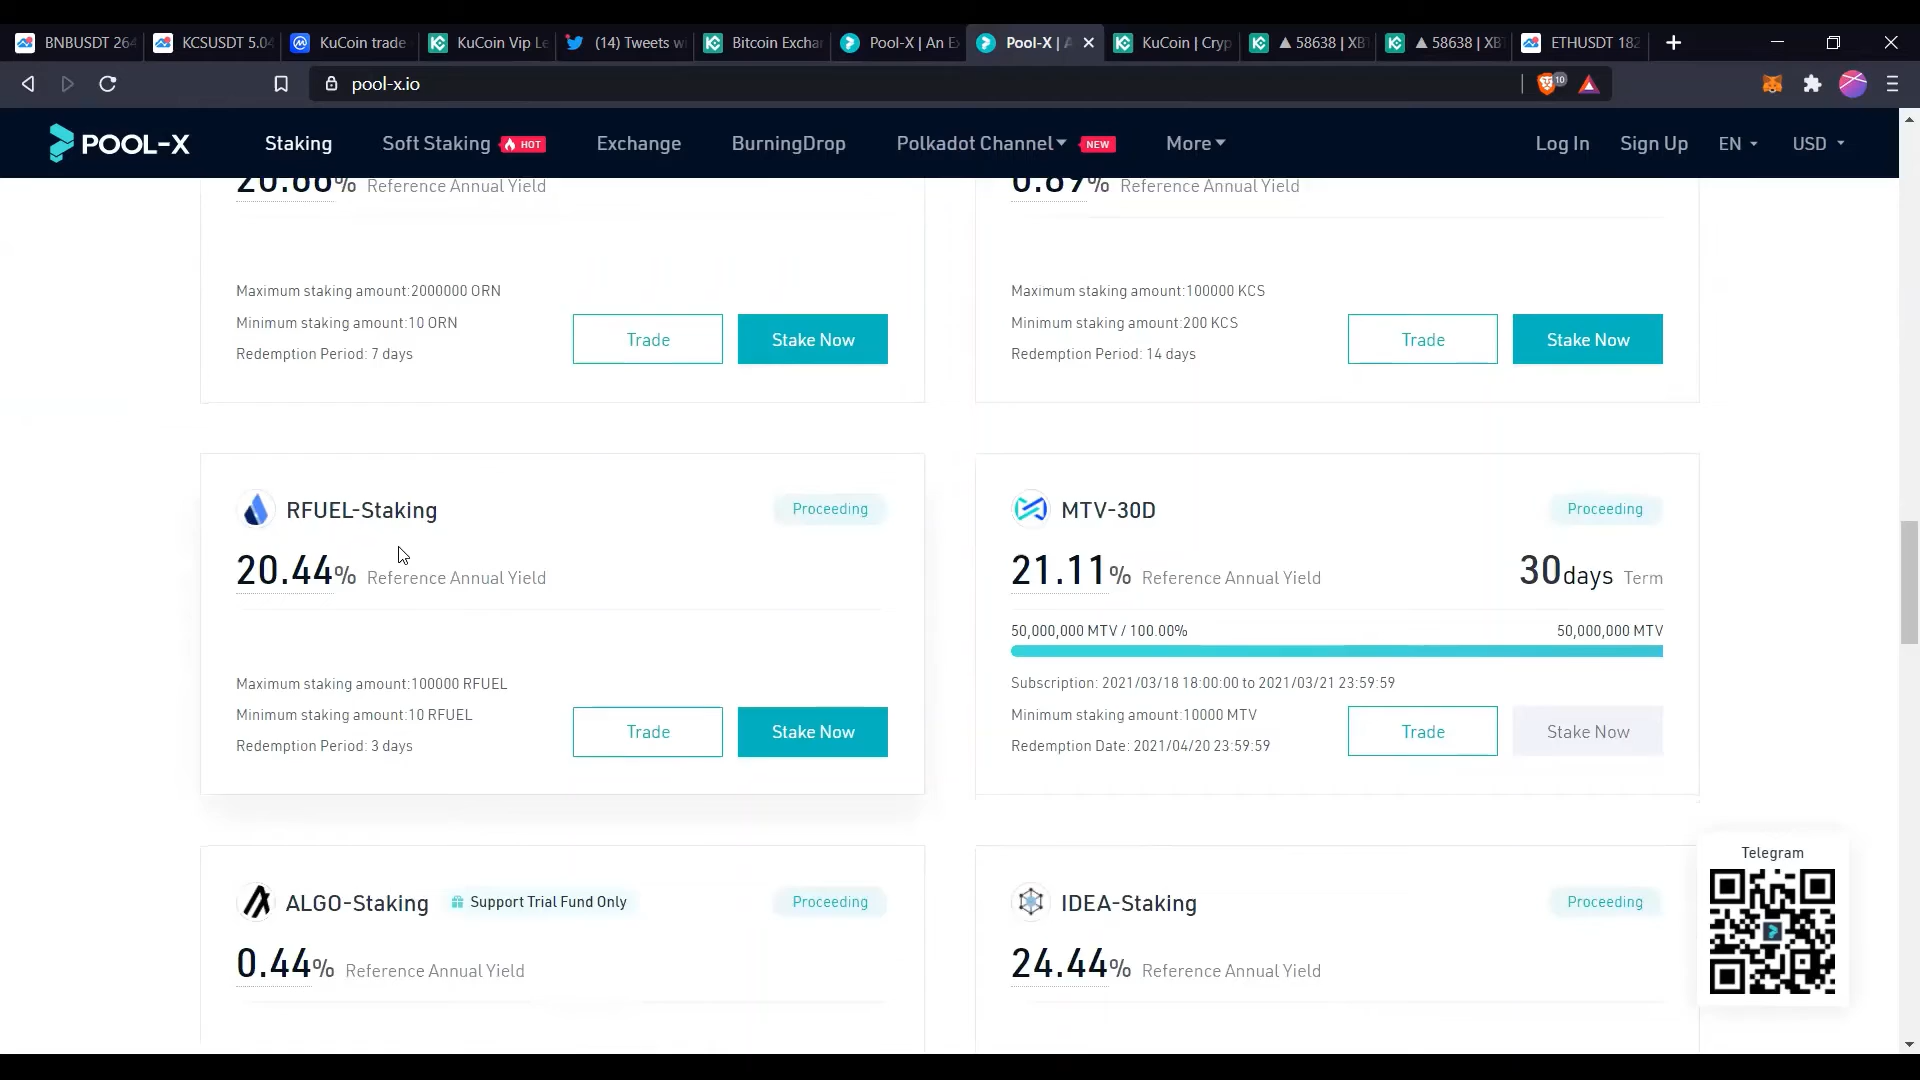 BNBUSDT 264
KCSUSDT 5.04
KuCoin trade
KuCoin Vip Le
(14) Tweets w
Bitcoin Exchan
Pool-X | An E
Pool-X | A
KuCoin | Cryp
▲ 58638 | XBT
▲ 58638 | XBT
ETHUSDT 182
pool-x.io
10
POOL-X
Staking
Soft Staking
HOT
Exchange
BurningDrop
Polkadot Channel
NEW
More
Log In
Sign Up
EN
USD
20.88% Reference Annual Yield
0.89% Reference Annual Yield
Maximum staking amount:2000000 ORN
Minimum staking amount:10 ORN
Redemption Period: 7 days
Trade
Stake Now
Maximum staking amount:100000 KCS
Minimum staking amount:200 KCS
Redemption Period: 14 days
Trade
Stake Now
RFUEL-Staking
Proceeding
20.44% Reference Annual Yield
Maximum staking amount:100000 RFUEL
Minimum staking amount:10 RFUEL
Redemption Period: 3 days
Trade
Stake Now
MTV-30D
Proceeding
21.11% Reference Annual Yield
30days Term
50,000,000 MTV / 100.00%
50,000,000 MTV
Subscription: 2021/03/18 18:00:00 to 2021/03/21 23:59:59
Minimum staking amount:10000 MTV
Redemption Date: 2021/04/20 23:59:59
Trade
Stake Now
ALGO-Staking
Support Trial Fund Only
Proceeding
0.44% Reference Annual Yield
IDEA-Staking
Proceeding
24.44% Reference Annual Yield
Telegram